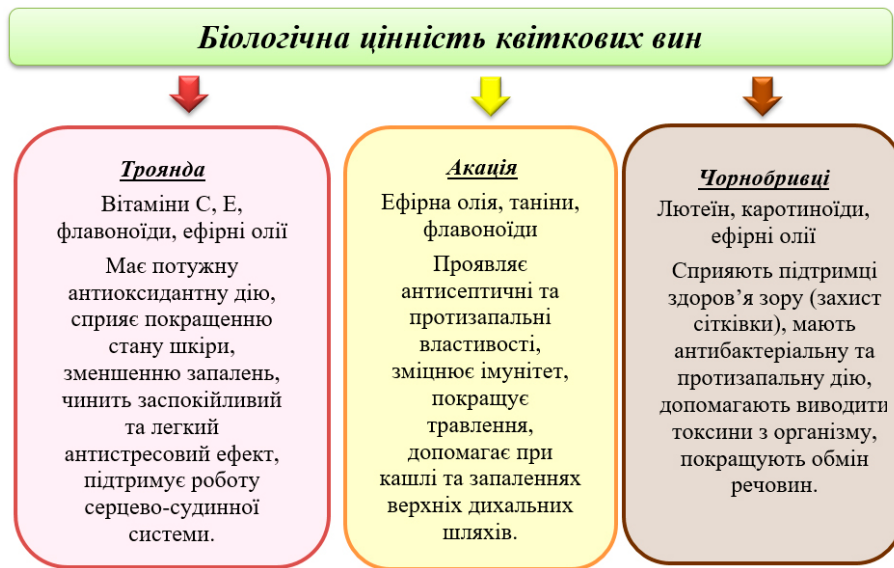 Біологічна цінність квіткових вин
Троянда
Вітаміни С, Е,
флавоноїди, ефірні олії
Має потужну
антиоксидантну дію,
сприяє покращенню
стану шкіри,
зменшенню запалень,
чинить заспокійливий
та легкий
антистресовий ефект,
підтримує роботу
серцево-судинної
системи.
Акація
Ефірна олія, таніни,
флавоноїди
Проявляє
антисептичні та
протизапальні
властивості,
зміцнює імунітет,
покращує
травлення,
допомагає при
кашлі та запаленнях
верхніх дихальних
шляхів.
Чорнобривці
Лютеїн, каротиноїди,
ефірні олії
Сприяють підтримці
здоров’я зору (захист
сітківки), мають
антибактеріальну та
протизапальну дію,
допомагають виводити
токсини з організму,
покращують обмін
речовин.